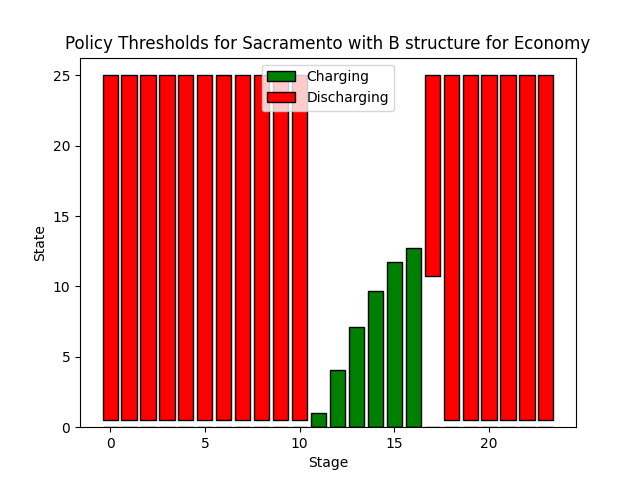 Policy Thresholds for Sacramento with B structure for Economy
Charging
Discharging
25
20
15
10
5
0
State
0 5 10 15 20
Stage